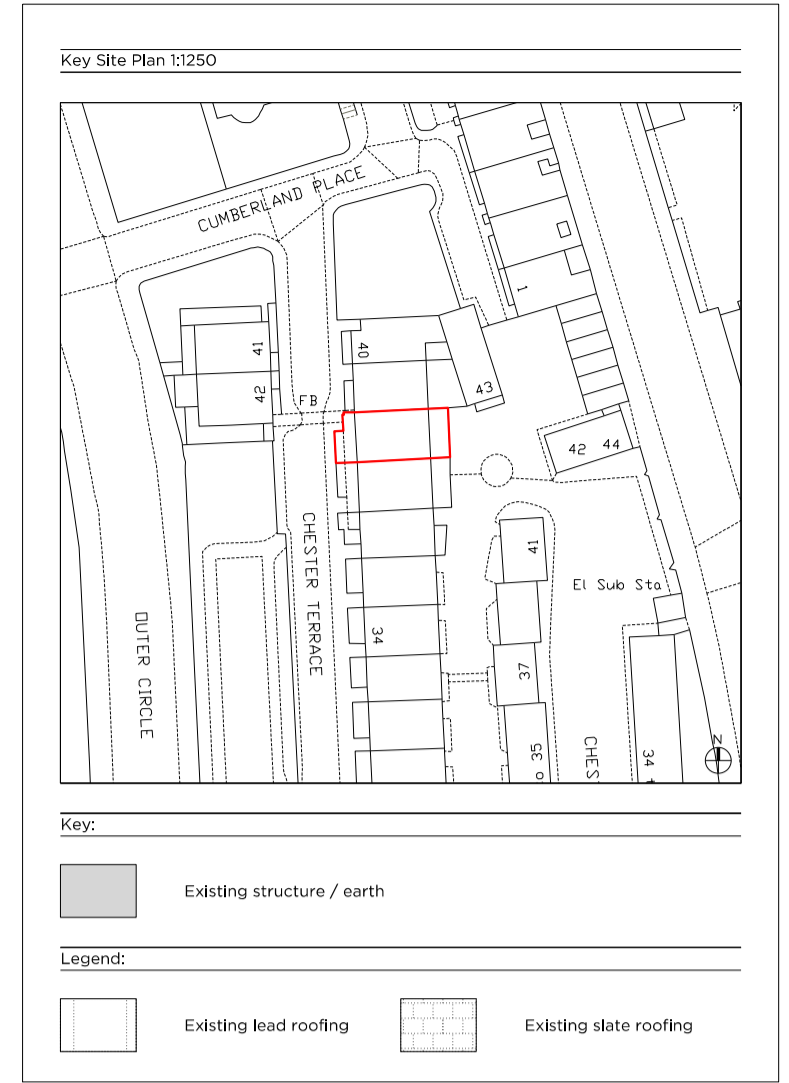 Key Site Plan 1:1250
CUMBERLAND PLACE
1
41
40
42
FB
43
42 44
CHESTER TERRACE
41
El Sub Sta
OUTER CIRCLE
34
37
o 35
CHES
34
N
Key:
Existing structure / earth
Legend:
Existing lead roofing
Existing slate roofing